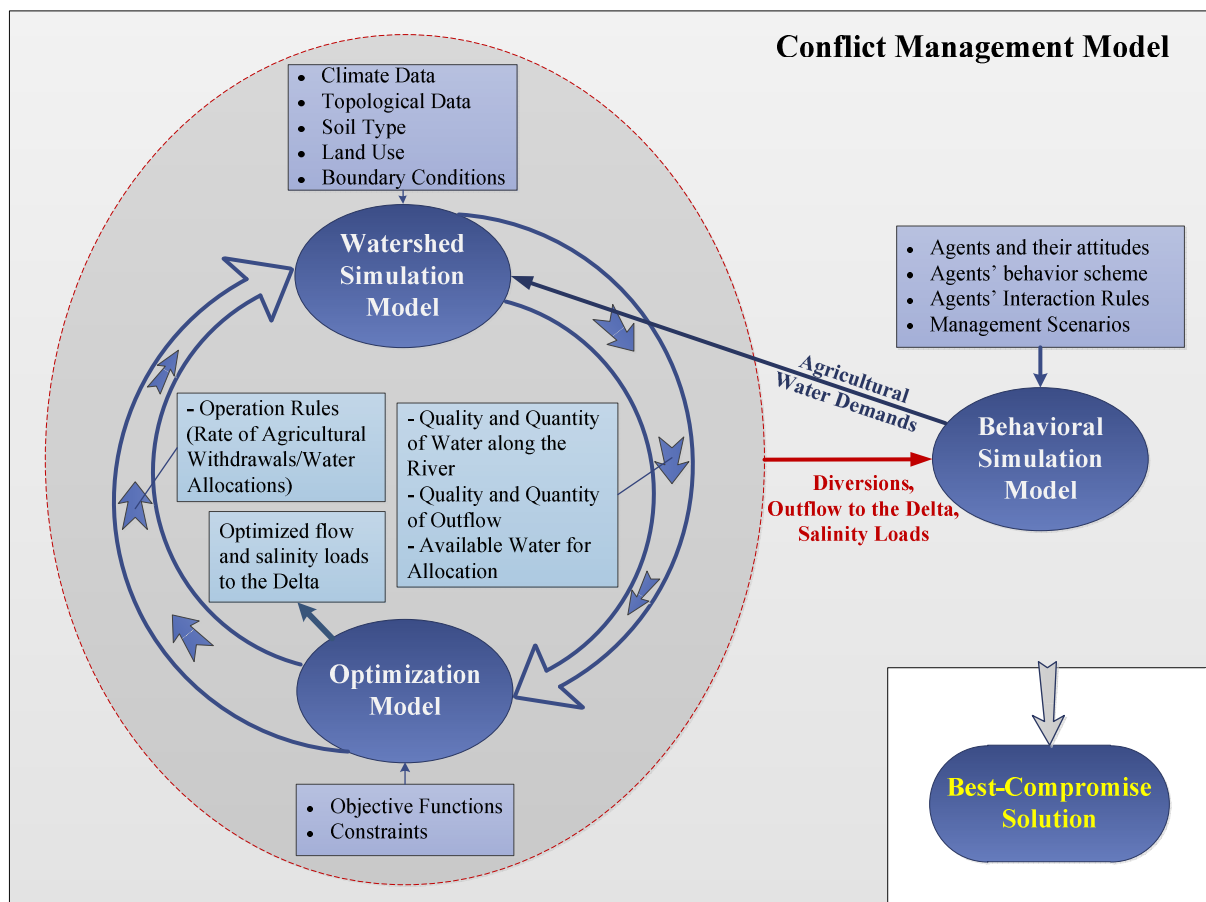 Conflict Management Model
• Climate Data
• Topological Data
• Soil Type
• Land Use
• Boundary Conditions
Watershed
Simulation
Model
• Agents and their attitudes
• Agents' behavior scheme
• Agents' Interaction Rules
• Management Scenarios
Agricultural
Water Demands
Behavioral
Simulation
Model
- Operation Rules
(Rate of Agricultural
Withdrawals/Water
Allocations)
- Quality and Quantity
of Water along the
River
- Quality and Quantity
of Outflow
- Available Water for
Allocation
Diversions,
Outflow to the Delta,
Salinity Loads
Optimized flow
and salinity loads
to the Delta
Optimization
Model
• Objective Functions
• Constraints
Best-Compromise
Solution